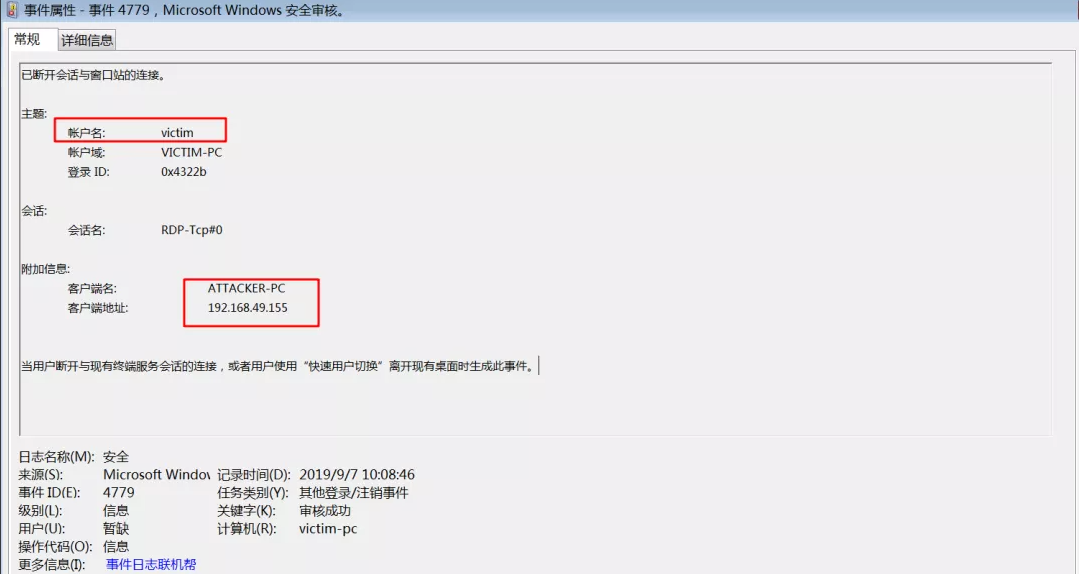 事件属性 - 事件 4779，Microsoft Windows 安全审核。
常规 详细信息
已断开会话与窗口站的连接。
主题:
帐户名: victim
帐户域: VICTIM-PC
登录 ID: 0x4322b
会话:
会话名: RDP-Tcp#0
附加信息:
客户端名: ATTACKER-PC
客户端地址: 192.168.49.155
当用户断开与现有终端服务会话的连接，或者用户使用“快速用户切换”离开现有桌面时生成此事件。
日志名称(M): 安全
来源(S): Microsoft Window 记录时间(D): 2019/9/7 10:08:46
事件 ID(E): 4779 任务类别(Y): 其他登录/注销事件
级别(L): 信息 关键字(K): 审核成功
用户(U): 暂缺 计算机(R): victim-pc
操作代码(O): 信息
更多信息(I): 事件日志联机帮